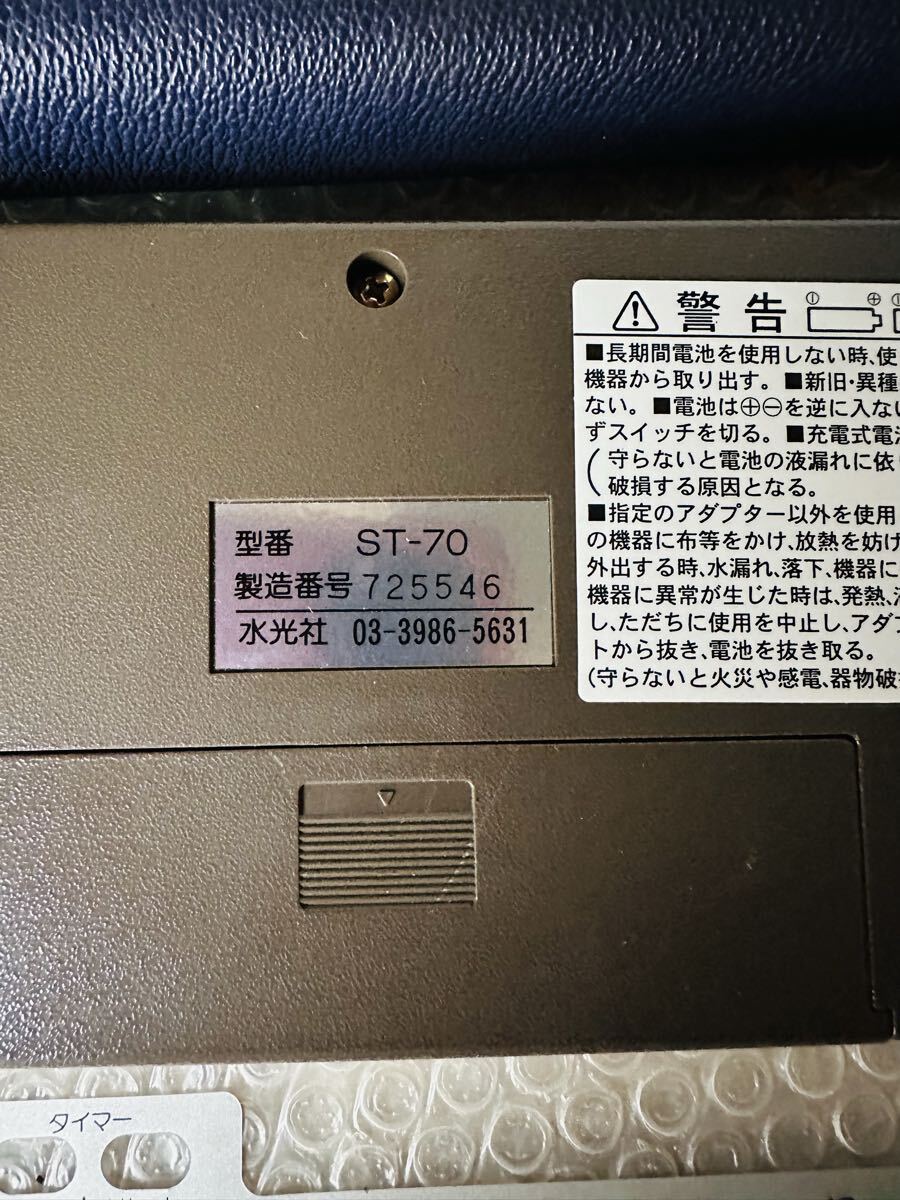 警告
■長期間電池を使用しない時、使
機器から取り出す。■新旧・異種
ない。■電池は⊕⊖を逆に入な
ずスイッチを切る。■充電式電池
(守らないと電池の液漏れに依
破損する原因となる。
■指定のアダプター以外を使用
の機器に布等をかけ、放熱を妨げ
外出する時、水漏れ、落下、機器に
機器に異常が生じた時は、発熱、
し、ただちに使用を中止し、アダプ
トから抜き、電池を抜き取る。
(守らないと火災や感電、器物破
型番 ST-70
製造番号 725546
水光社 03-3986-5631
タイマー